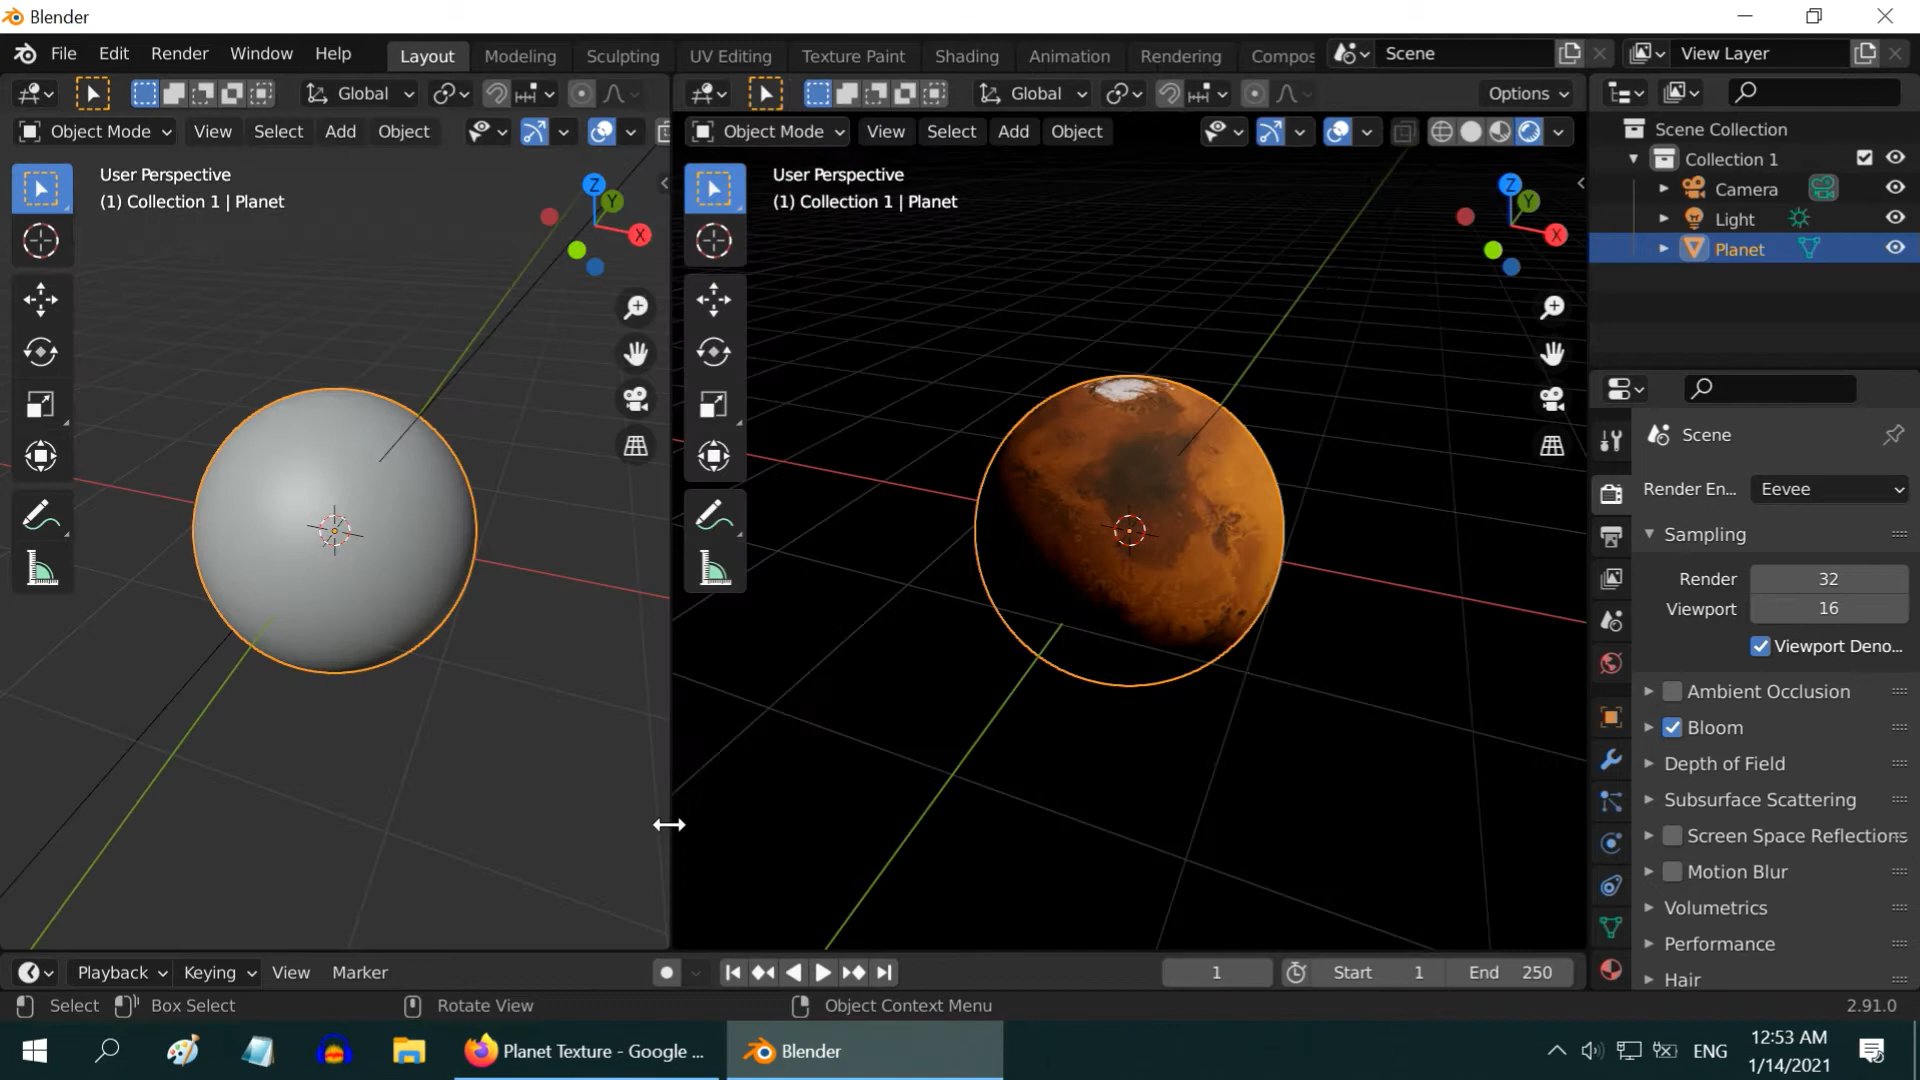 Blender
File Edit Render Window Help Layout Modeling Sculpting UV Editing Texture Paint Shading Animation Rendering Compos Scene View Layer
Global Global Options
Object Mode View Select Add Object Object Mode View Select Add Object
User Perspective
(1) Collection 1 | Planet
Z
Y
X
User Perspective
(1) Collection 1 | Planet
Z
Y
X
Scene Collection
Collection 1
Camera
Light
Planet
Scene
Render En... Eevee
Sampling
Render 32
Viewport 16
Viewport Deno...
Ambient Occlusion
Bloom
Depth of Field
Subsurface Scattering
Screen Space Reflections
Motion Blur
Volumetrics
Performance
Hair
Playback Keying View Marker 1 Start 1 End 250
Select Box Select Rotate View Object Context Menu 2.91.0
Planet Texture - Google ... Blender ENG 12:53 AM
1/14/2021